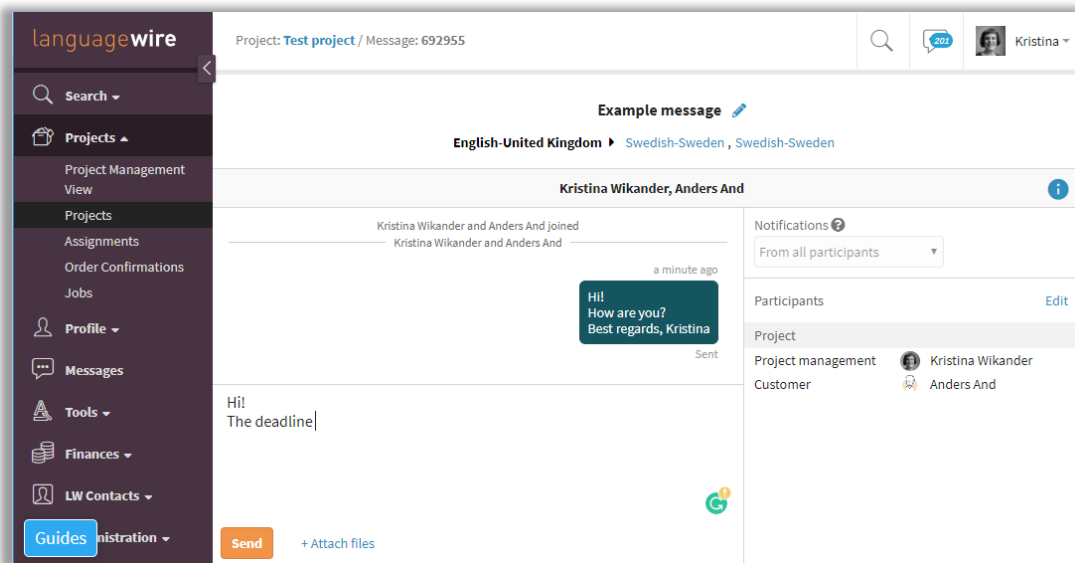 languagewire
Project: Test project / Message: 692955
201
Kristina
Search
Projects
Project Management
View
Projects
Assignments
Order Confirmations
Jobs
Profile
Messages
Tools
Finances
LW Contacts
nistration
Guides
Example message
English-United Kingdom Swedish-Sweden , Swedish-Sweden
Kristina Wikander, Anders And
i
Kristina Wikander and Anders And joined
Kristina Wikander and Anders And
a minute ago
Hi!
How are you?
Best regards, Kristina
Sent
Hi!
The deadline
G
!
Send
+ Attach files
Notifications ?
From all participants
Participants Edit
Project
Project management Kristina Wikander
Customer Anders And